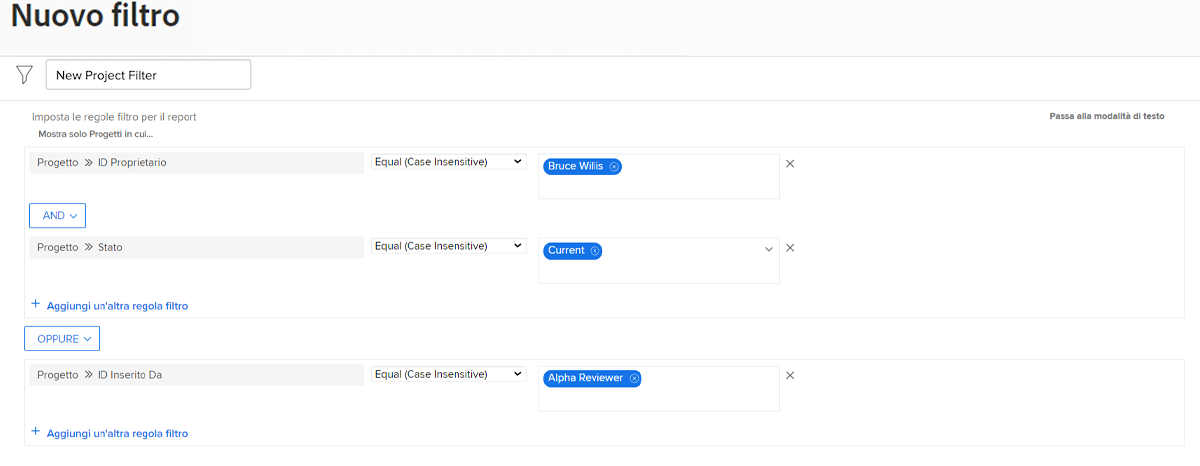 Nuovo filtro
New Project Filter
Imposta le regole filtro per il report
Passa alla modalità di testo
Mostra solo Progetti in cui...
Progetto » ID Proprietario Equal (Case Insensitive) Bruce Willis
AND
Progetto » Stato Equal (Case Insensitive) Current
+ Aggiungi un'altra regola filtro
OPPURE
Progetto » ID Inserito Da Equal (Case Insensitive) Alpha Reviewer
+ Aggiungi un'altra regola filtro